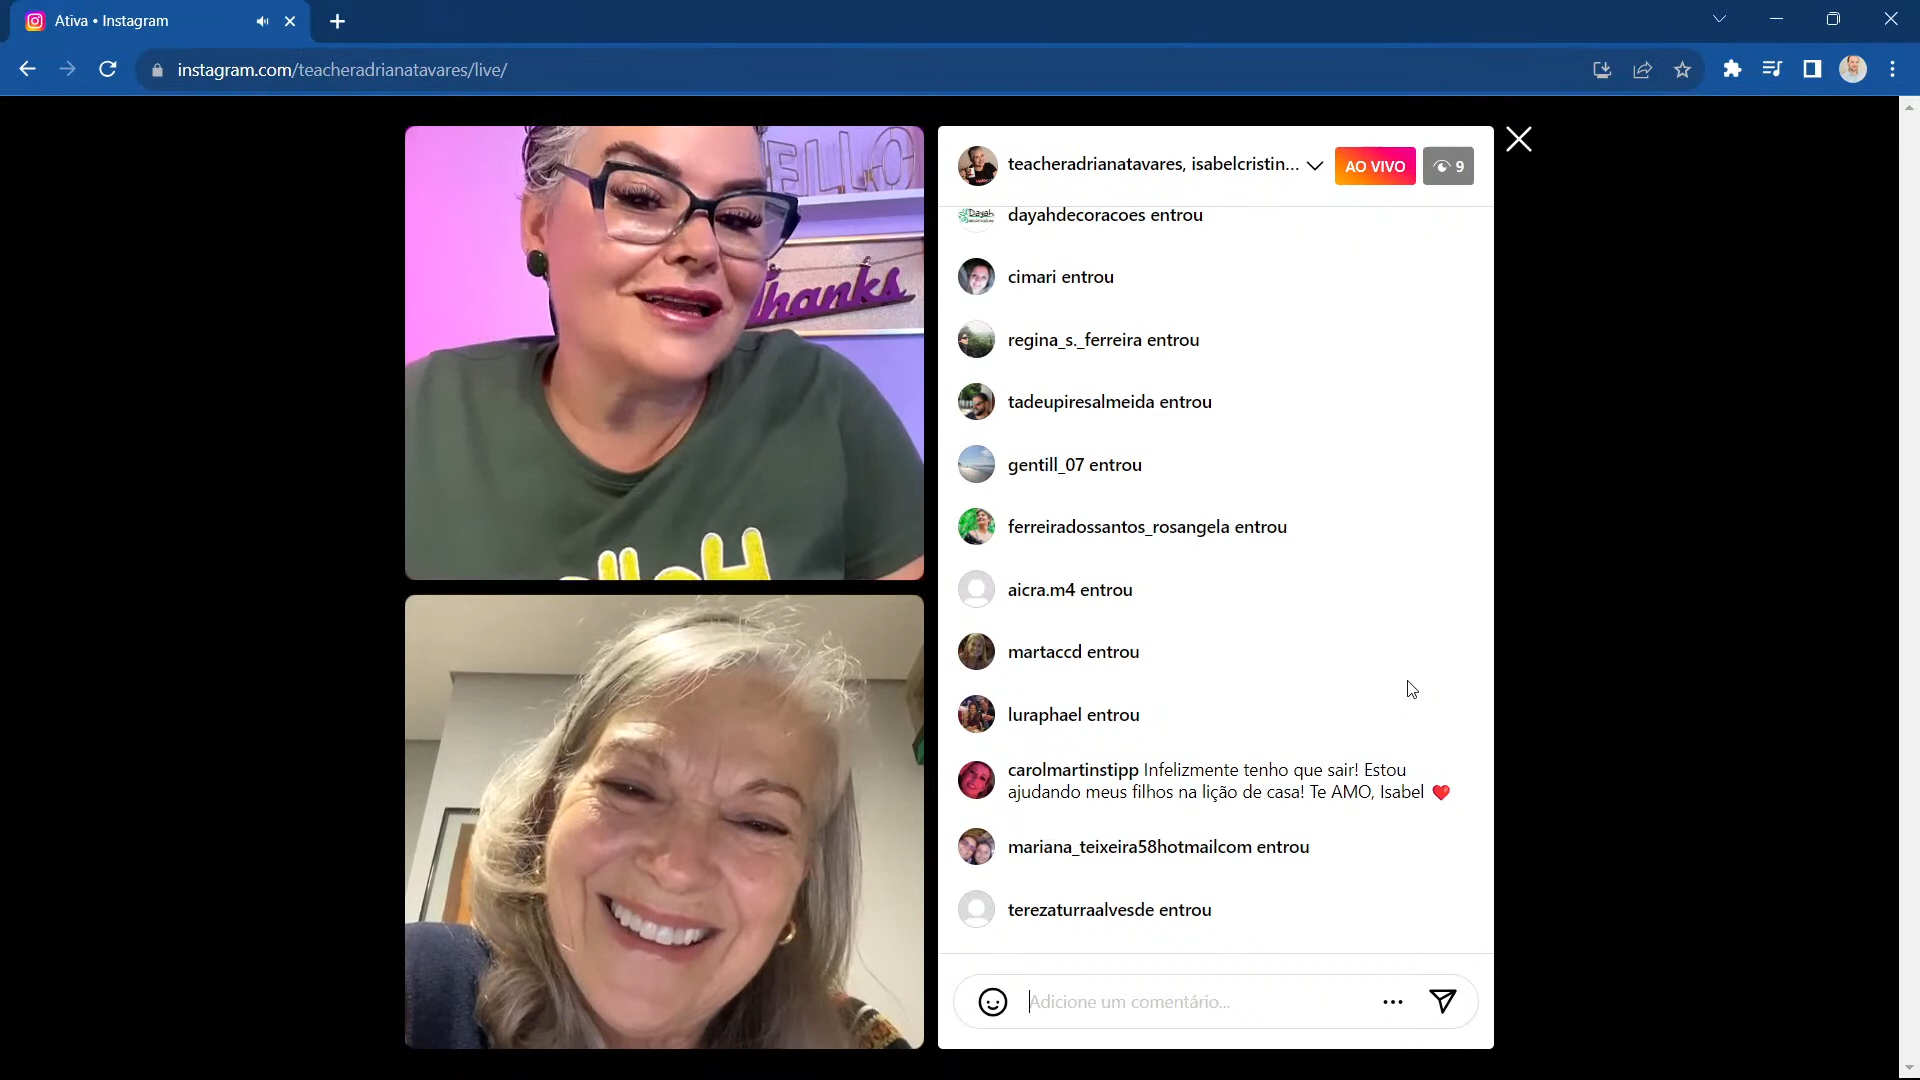 Ativa • Instagram
instagram.com/teacheradrianatavares/live/
ELLO
Thanks
teacheradrianatavares, isabelcristin...
AO VIVO
9
Dayah
dayahdecoracoes entrou
cimari entrou
regina_s._ferreira entrou
tadeupiresalmeida entrou
gentill_07 entrou
ferreiradossantos_rosangela entrou
aicra.m4 entrou
martaccd entrou
luraphael entrou
carolmartinstipp Infelizmente tenho que sair! Estou
ajudando meus filhos na lição de casa! Te AMO, Isabel ❤️
mariana_teixeira58hotmailcom entrou
terezaturraalvesde entrou
Adicione um comentário...